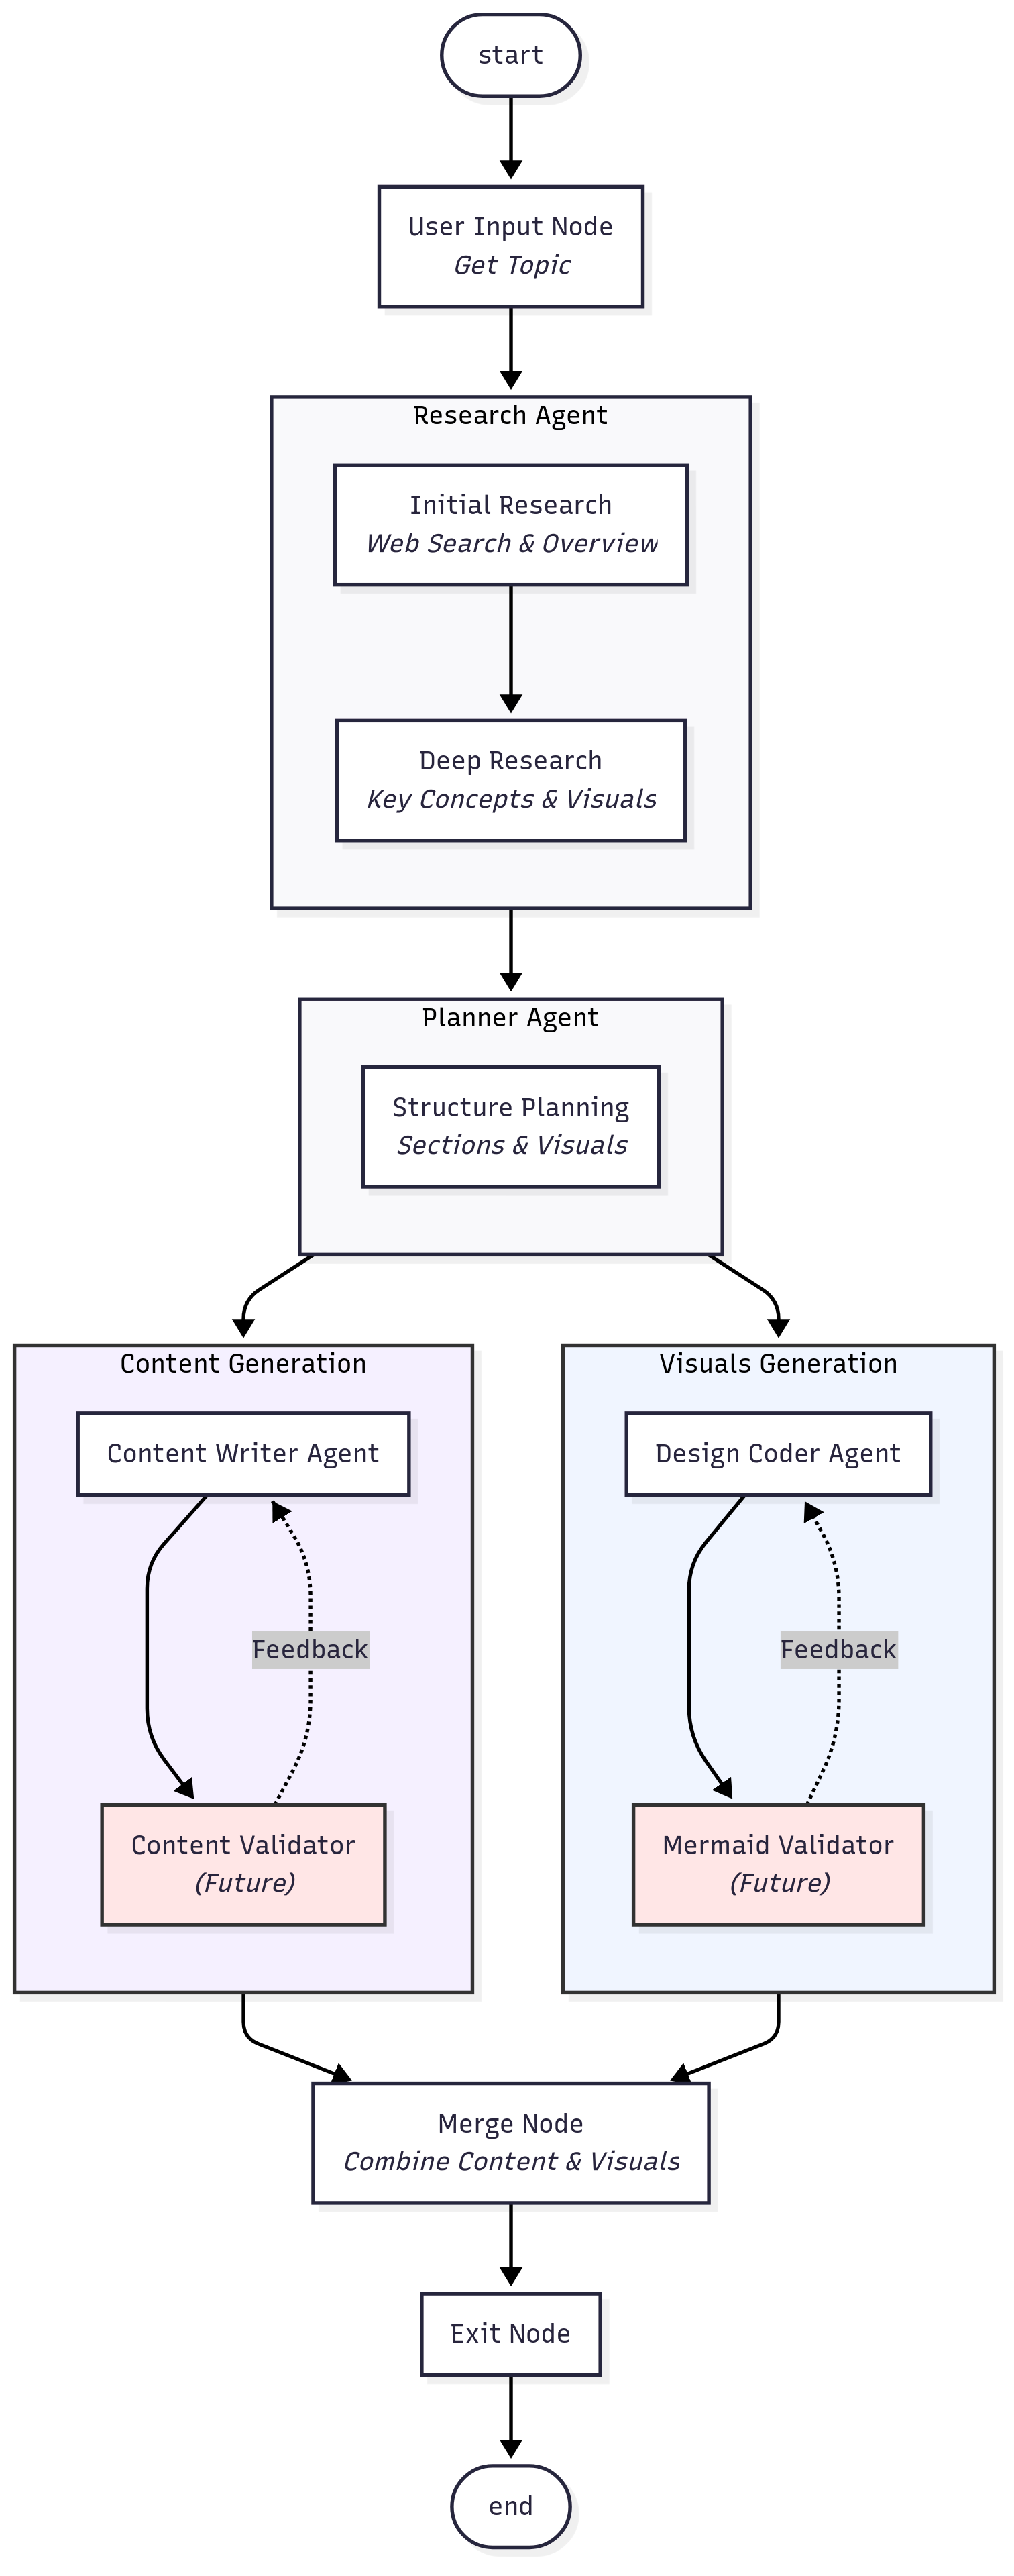 start
User Input Node
Get Topic
Research Agent
Initial Research
Web Search & Overview
Deep Research
Key Concepts & Visuals
Planner Agent
Structure Planning
Sections & Visuals
Content Generation
Content Writer Agent
Feedback
Content Validator
(Future)
Visuals Generation
Design Coder Agent
Feedback
Mermaid Validator
(Future)
Merge Node
Combine Content & Visuals
Exit Node
end